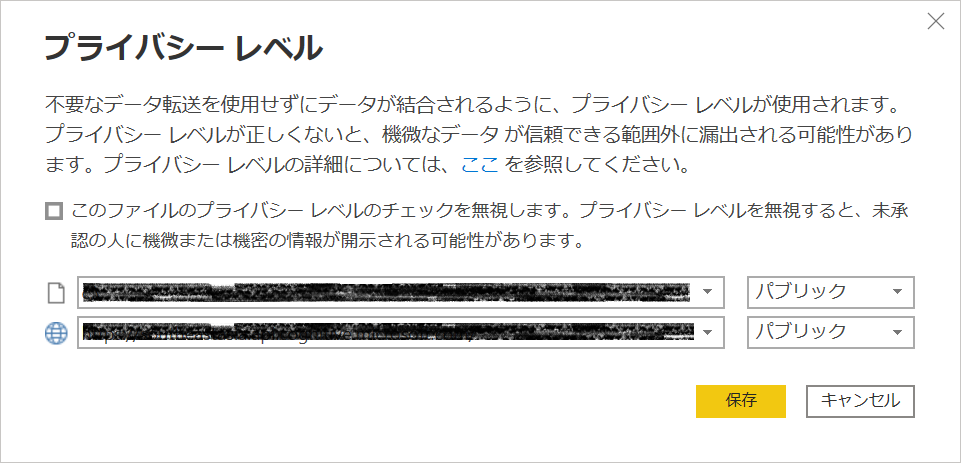 プライバシー レベル
不要なデータ転送を使用せずにデータが結合されるように、プライバシー レベルが使用されます。
プライバシー レベルが正しくないと、機微なデータ が信頼できる範囲外に漏出される可能性があり
ます。プライバシー レベルの詳細については、ここ を参照してください。
このファイルのプライバシー レベルのチェックを無視します。プライバシー レベルを無視すると、未承
認の人に機微または機密の情報が開示される可能性があります。
パブリック
パブリック
保存 キャンセル